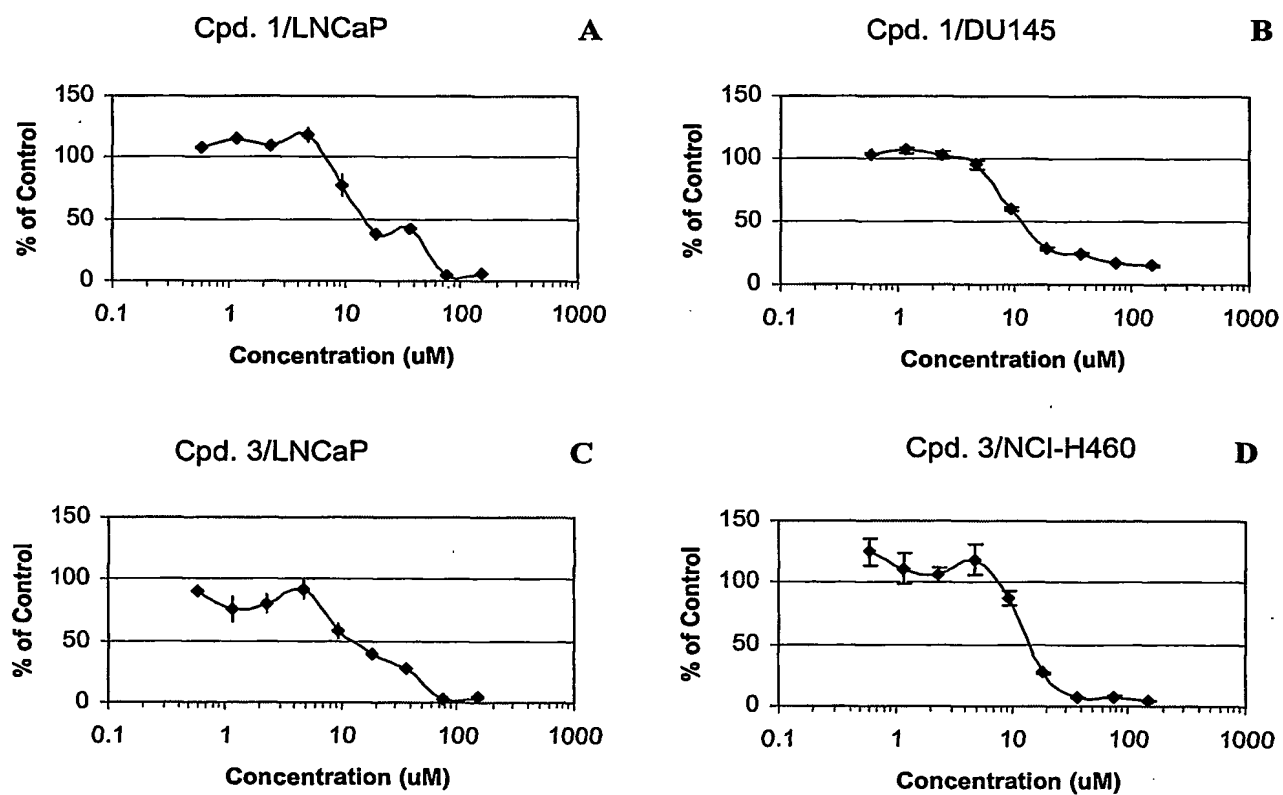 Cpd. 1/LNCaP
A
% of Control
150
100
50
0
0.1 1 10 100 1000
Concentration (uM)
Cpd. 1/DU145
B
% of Control
150
100
50
0
0.1 1 10 100 1000
Concentration (uM)
Cpd. 3/LNCaP
C
% of Control
150
100
50
0
0.1 1 10 100 1000
Concentration (uM)
Cpd. 3/NCI-H460
D
% of Control
150
100
50
0
0.1 1 10 100 1000
Concentration (uM)